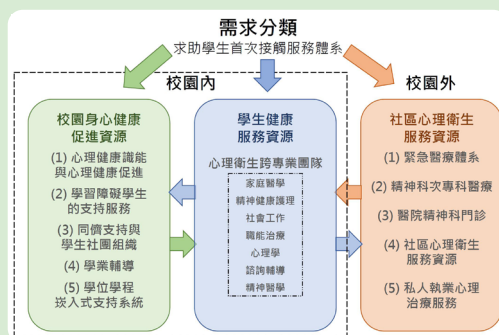 需求分類
求助學生首次接觸服務體系
校園內
校園外
校園身心健康
促進資源
(1) 心理健康識能
與心理健康促進
(2) 學習障礙學生
的支持服務
(3) 同儕支持與
學生社團組織
(4) 學業輔導
(5) 學位學程
崁入式支持系統
學生健康
服務資源
心理衛生跨專業團隊
家庭醫學
精神健康護理
社會工作
職能治療
心理學
諮詢輔導
精神醫學
社區心理衛生
服務資源
(1) 緊急醫療體系
(2) 精神科次專科醫療
(3) 醫院精神科門診
(4) 社區心理衛生
服務資源
(5) 私人執業心理
治療服務